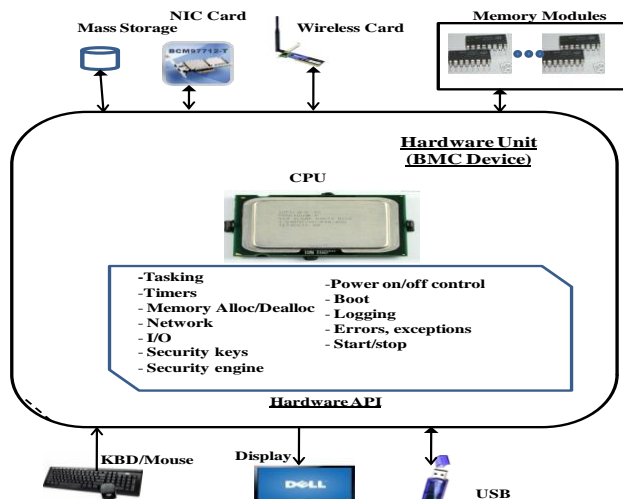 NIC Card
Mass Storage
Wireless Card
Memory Modules
BCM97712-T
Hardware Unit
(BMC Device)
CPU
-Tasking
-Timers
- Memory Alloc/Dealloc
- Network
- I/O
- Security keys
- Security engine
-Power on/off control
- Boot
- Logging
- Errors, exceptions
- Start/stop
Hardware API
KBD/Mouse
Display
DELL
USB